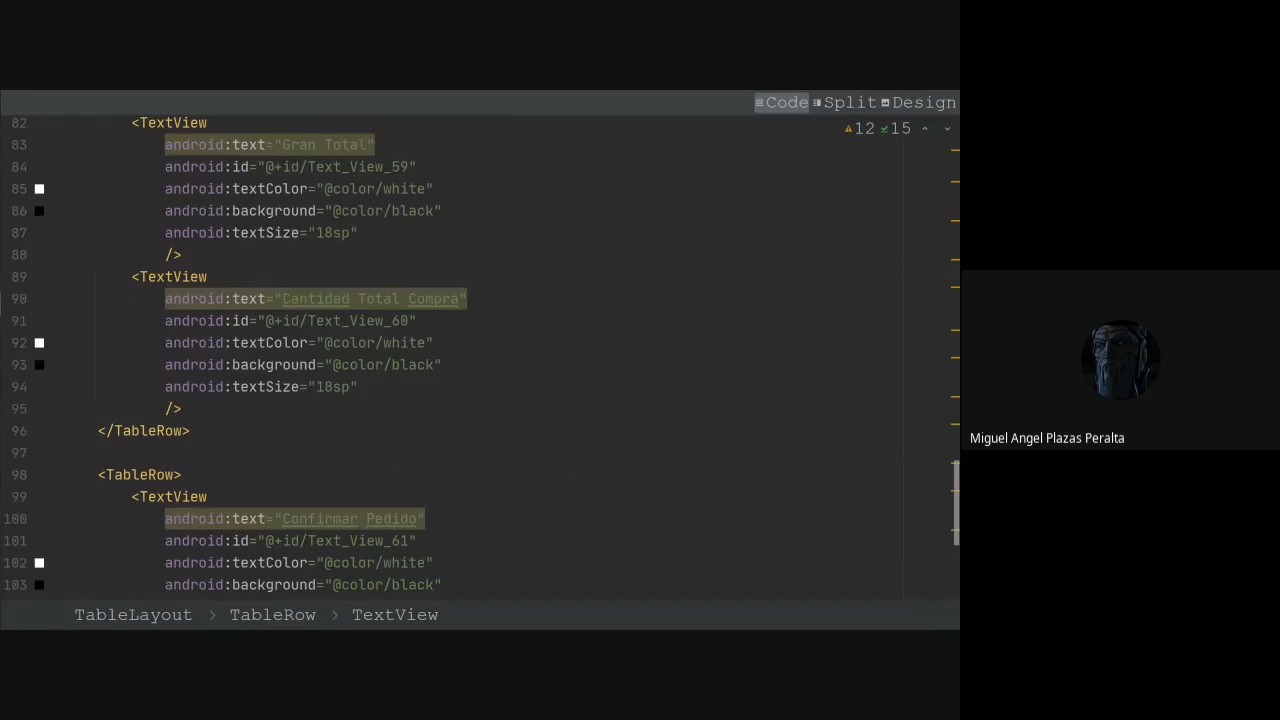 Code Split Design
12 15
82 <TextView
83 android:text="Gran Total"
84 android:id="@+id/Text_View_59"
85 android:textColor="@color/white"
86 android:background="@color/black"
87 android:textSize="18sp"
88 />
89 <TextView
90 android:text="Cantidad Total Compra"
91 android:id="@+id/Text_View_60"
92 android:textColor="@color/white"
93 android:background="@color/black"
94 android:textSize="18sp"
95 />
96 </TableRow>
97
98 <TableRow>
99 <TextView
100 android:text="Confirmar Pedido"
101 android:id="@+id/Text_View_61"
102 android:textColor="@color/white"
103 android:background="@color/black"
TableLayout > TableRow > TextView
Miguel Angel Plazas Peralta